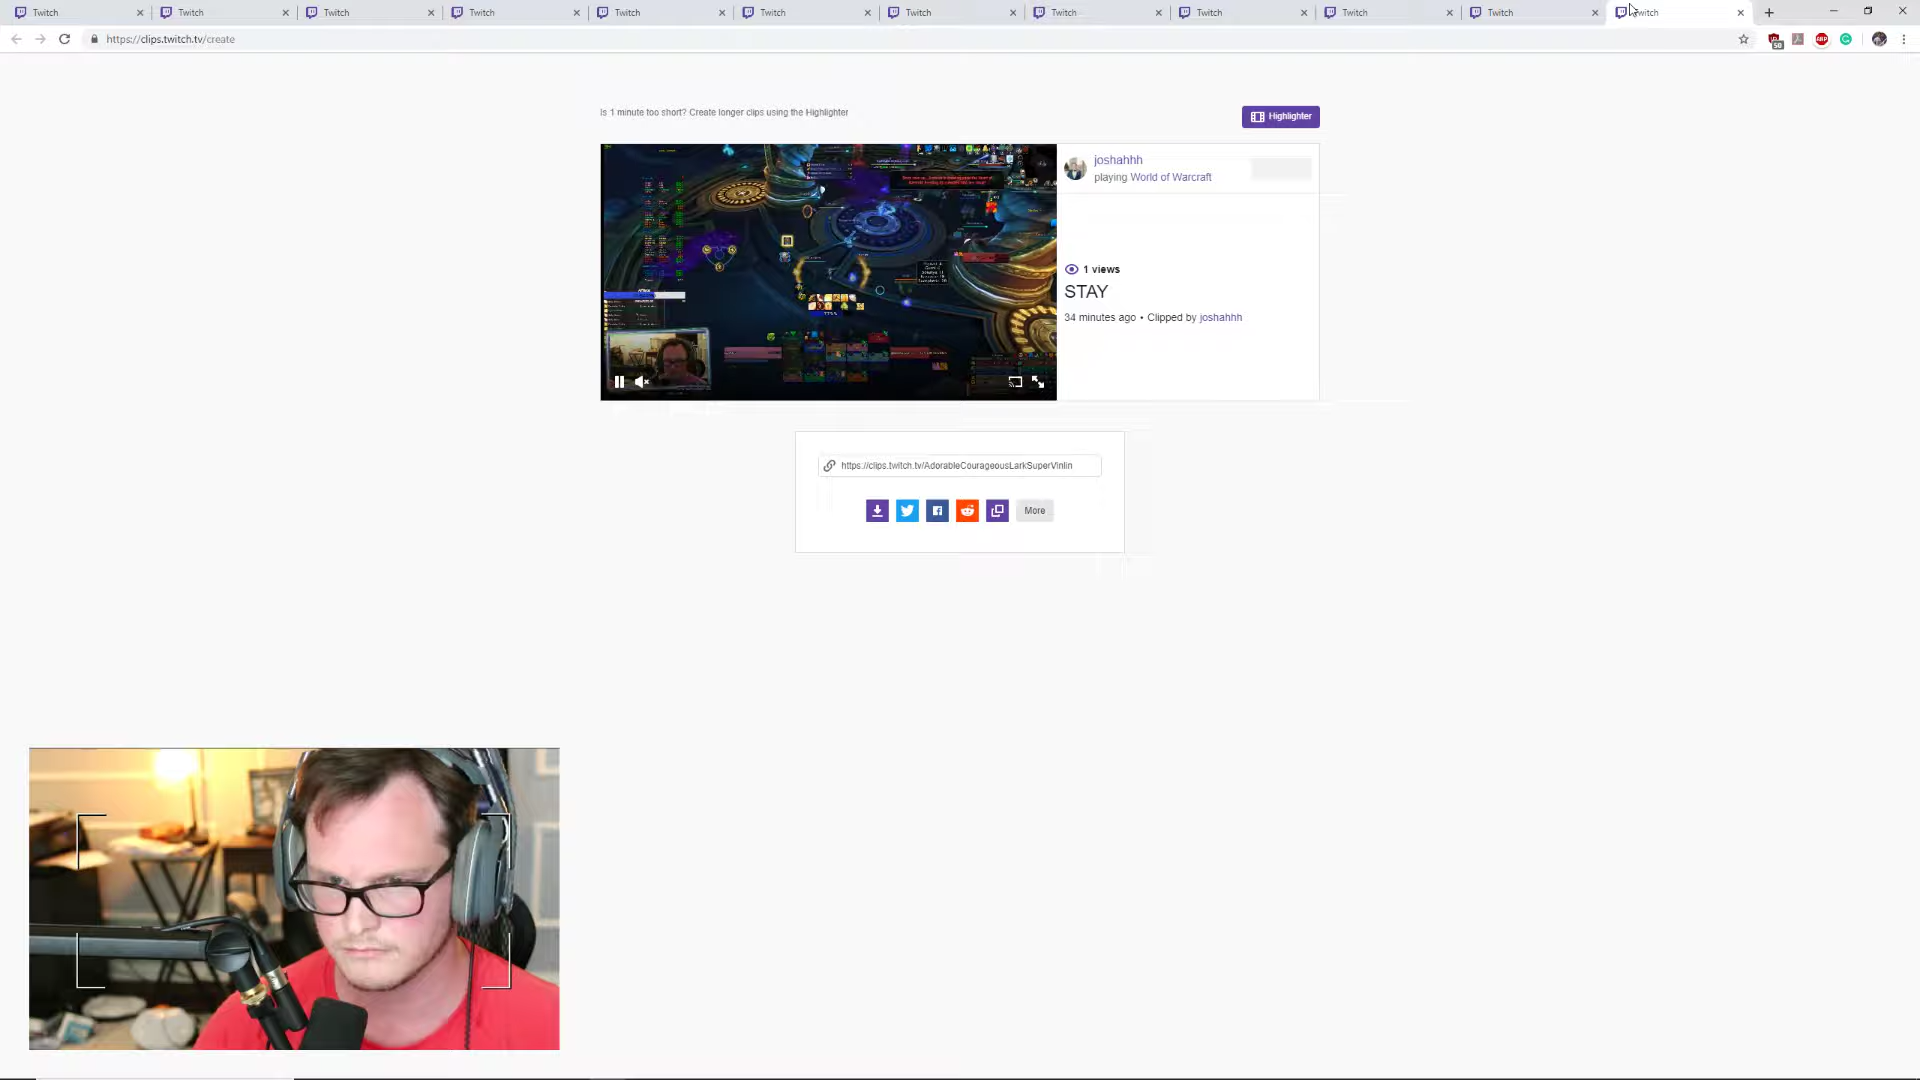 Twitch Twitch Twitch Twitch Twitch Twitch Twitch Twitch Twitch Twitch Twitch Twitch
https://clips.twitch.tv/create
50
ABP
Is 1 minute too short? Create longer clips using the Highlighter
Highlighter
joshahhh
playing World of Warcraft
1 views
STAY
34 minutes ago • Clipped by joshahhh
https://clips.twitch.tv/AdorableCourageousLarkSuperVinlin
More